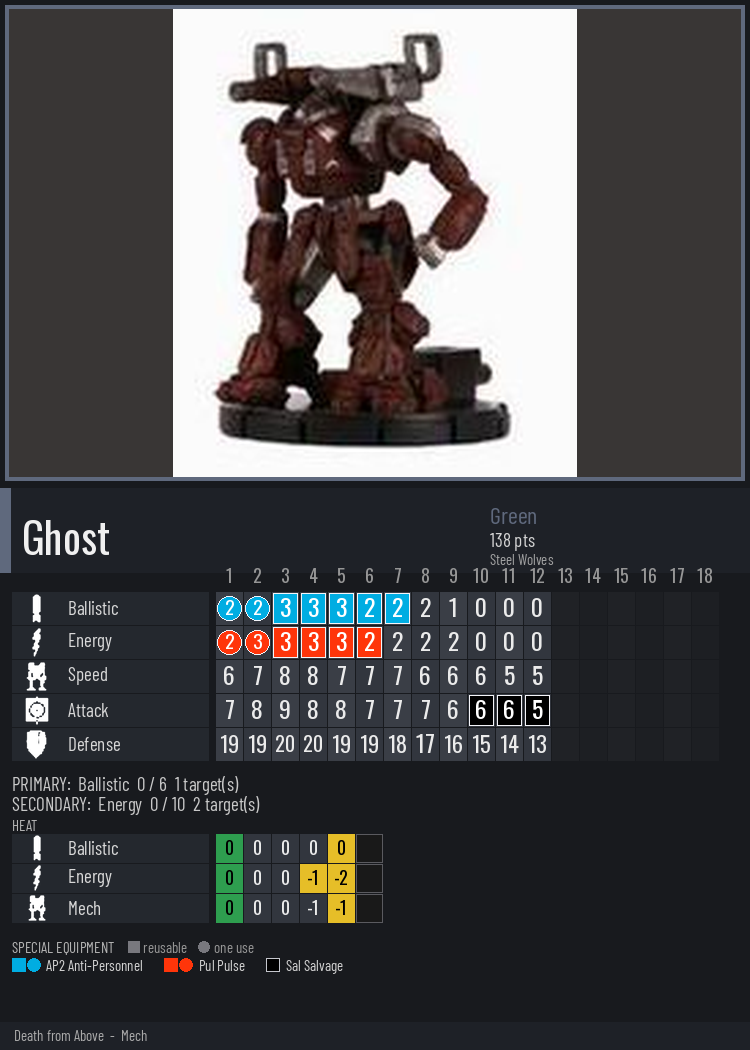 Ghost
Green
138 pts
Steel Wolves
1 2 3 4 5 6 7 8 9 10 11 12 13 14 15 16 17 18
Ballistic 2 2 3 3 3 2 2 2 1 0 0 0
Energy 2 3 3 3 3 2 2 2 2 0 0 0
Speed 6 7 8 8 7 7 7 6 6 6 5 5
Attack 7 8 9 8 8 7 7 7 6 6 6 5
Defense 19 19 20 20 19 19 18 17 16 15 14 13
PRIMARY: Ballistic 0 / 6 1 target(s)
SECONDARY: Energy 0 / 10 2 target(s)
HEAT
Ballistic 0 0 0 0 0
Energy 0 0 0 -1 -2
Mech 0 0 0 -1 -1
SPECIAL EQUIPMENT reusable one use
AP2 Anti-Personnel Pul Pulse Sal Salvage
Death from Above - Mech